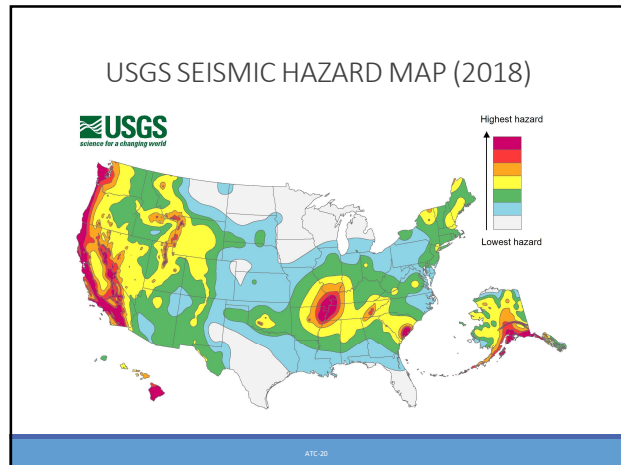 USGS SEISMIC HAZARD MAP (2018)
USGS
science for a changing world
Highest hazard
Lowest hazard
ATC-20